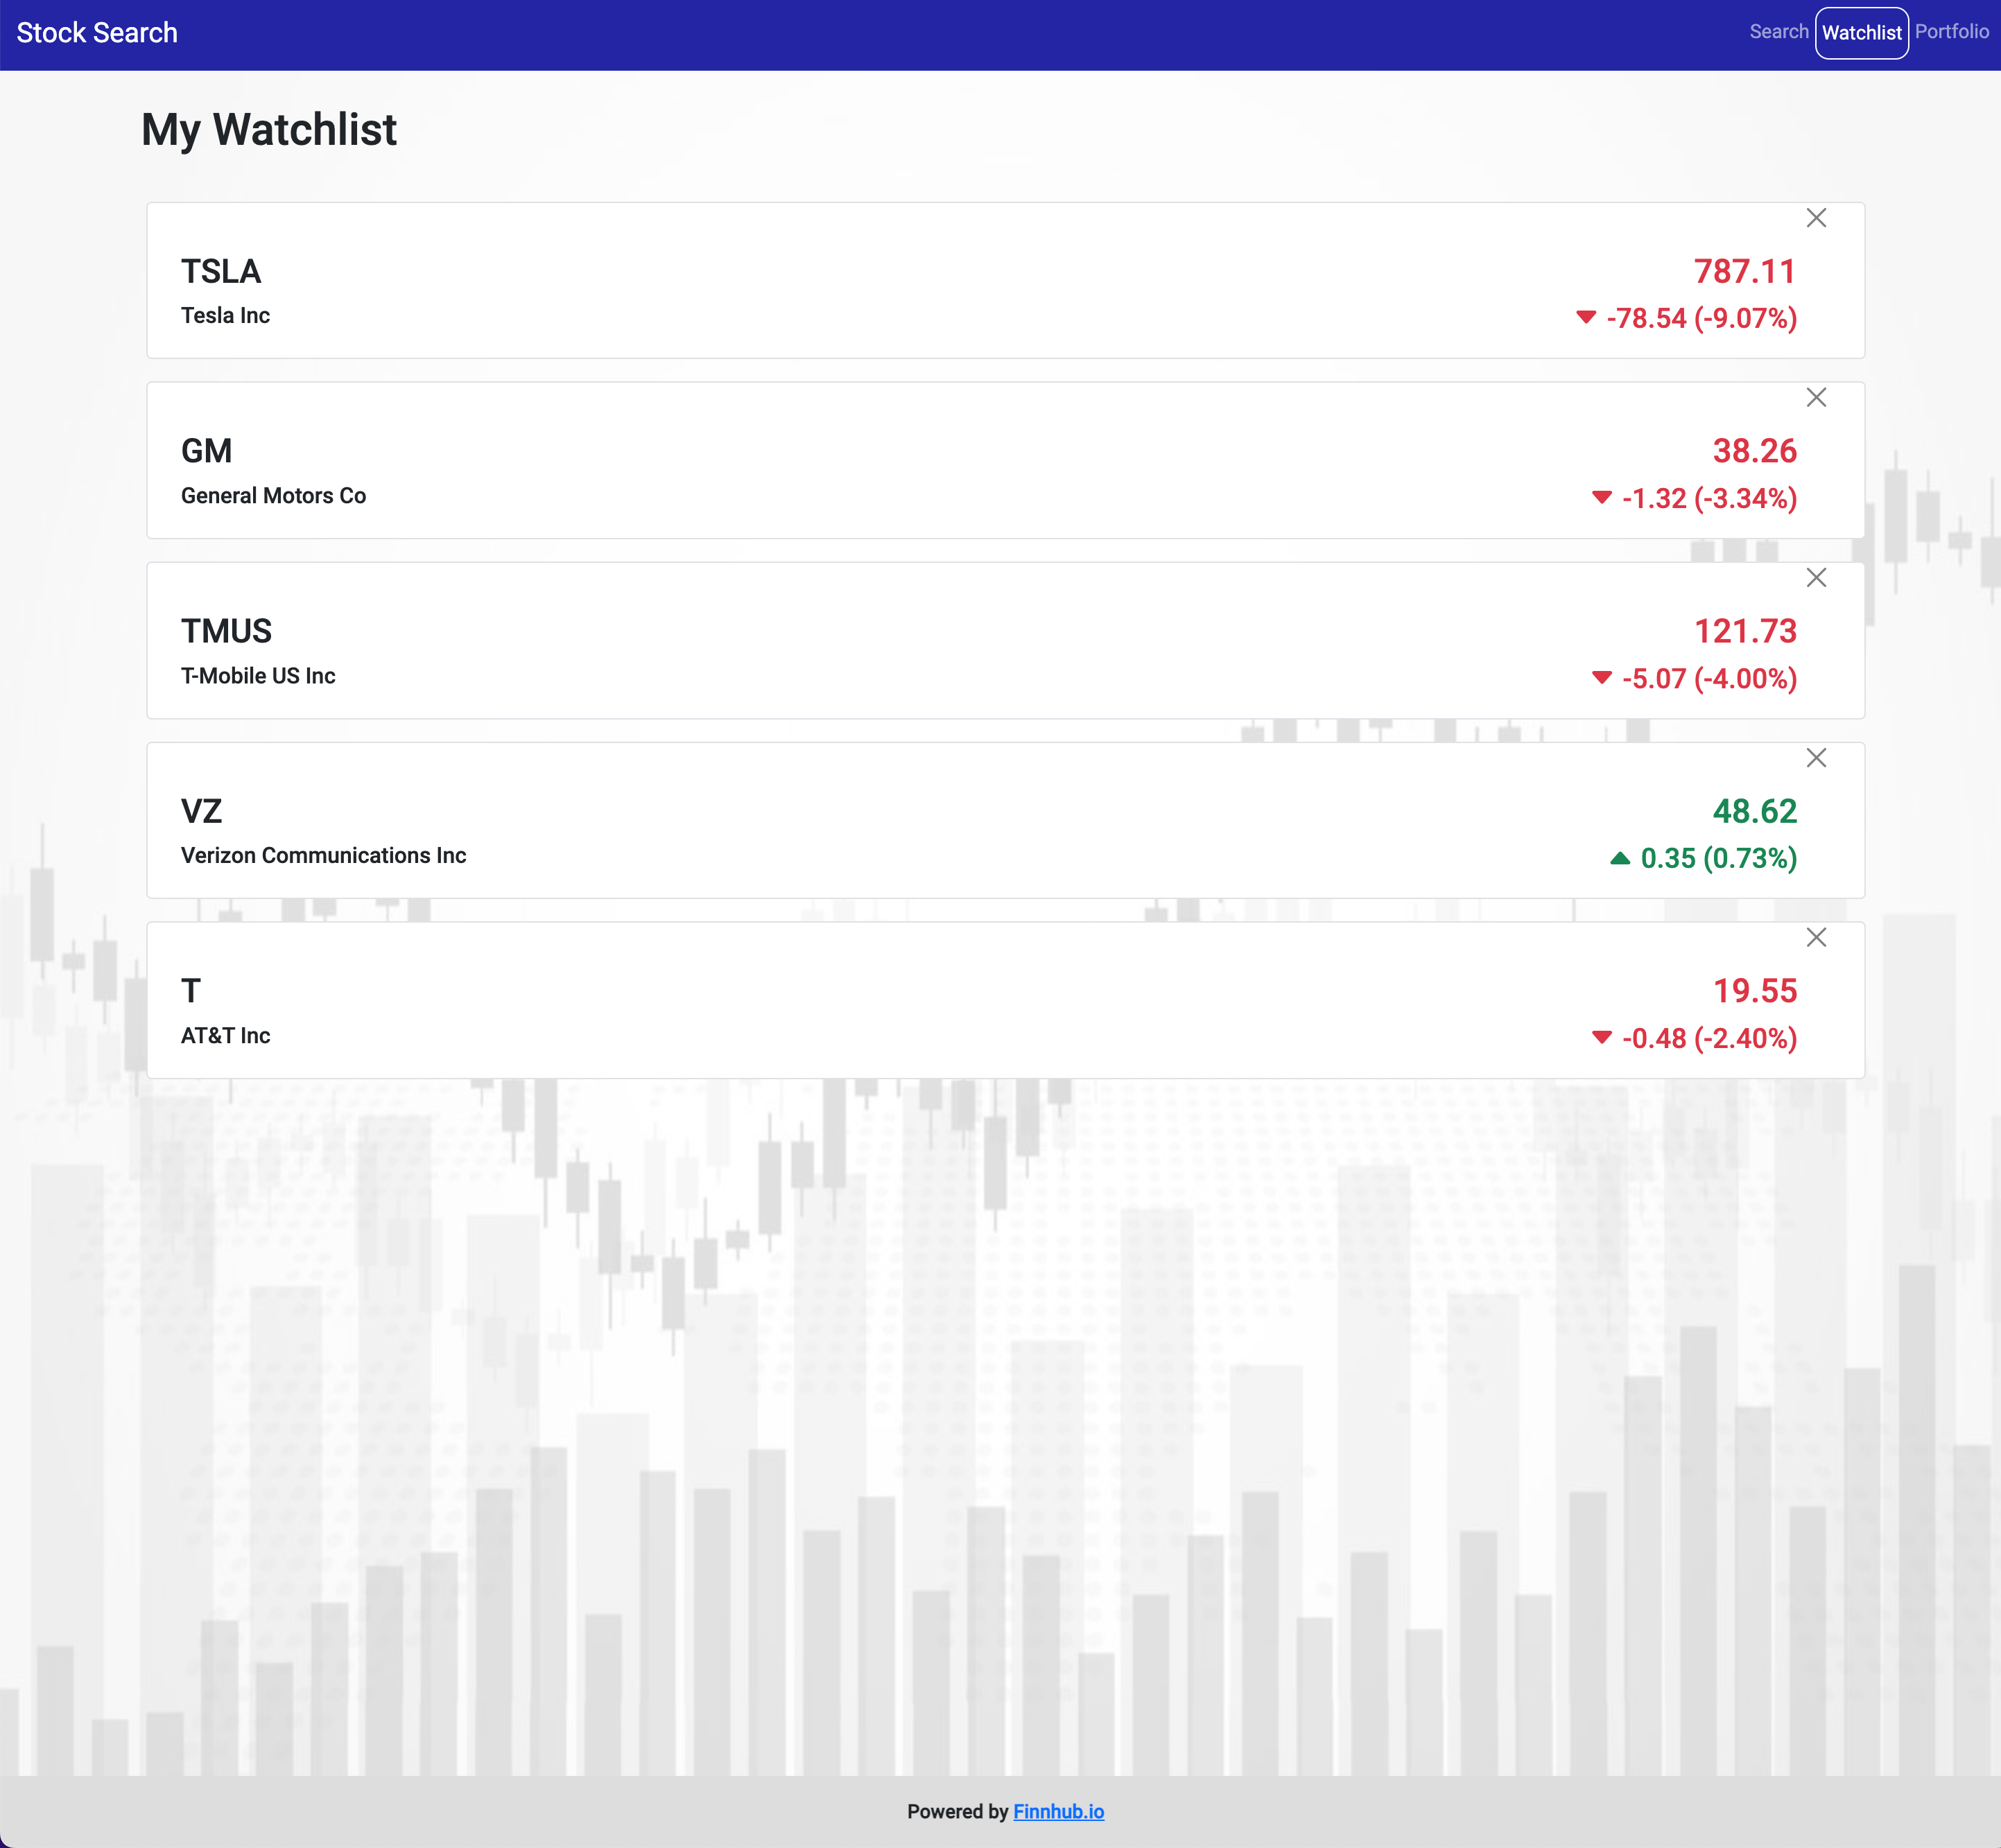 Stock Search
Search Watchlist Portfolio
My Watchlist
TSLA
787.11
Tesla Inc
-78.54 (-9.07%)
GM
38.26
General Motors Co
-1.32 (-3.34%)
TMUS
121.73
T-Mobile US Inc
-5.07 (-4.00%)
VZ
48.62
Verizon Communications Inc
0.35 (0.73%)
T
19.55
AT&T Inc
-0.48 (-2.40%)
Powered by Finnhub.io